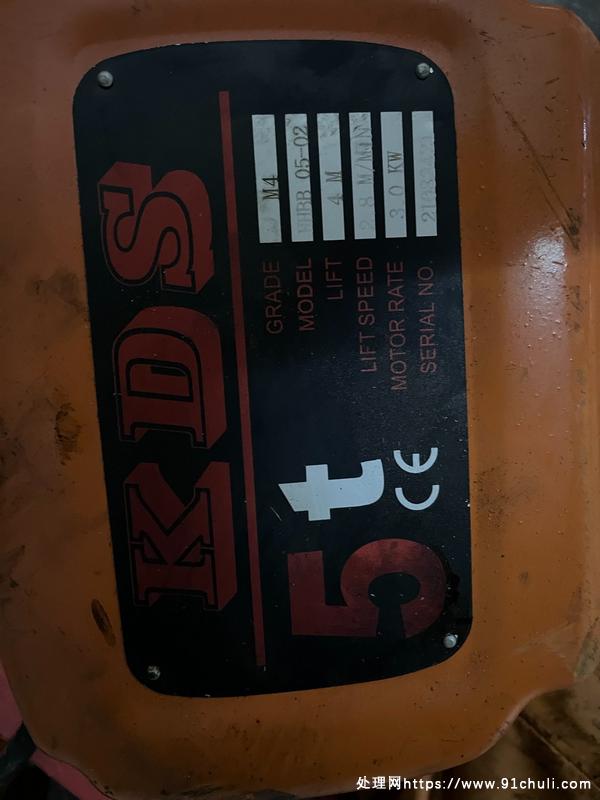 KDS
5t
CE
GRADE M4
MODEL HHBB 05-02
LIFT 4 M
LIFT SPEED 2.8 M/MIN
MOTOR RATE 3.0 KW
SERIAL NO.
处理网https://www.91chuli.com/